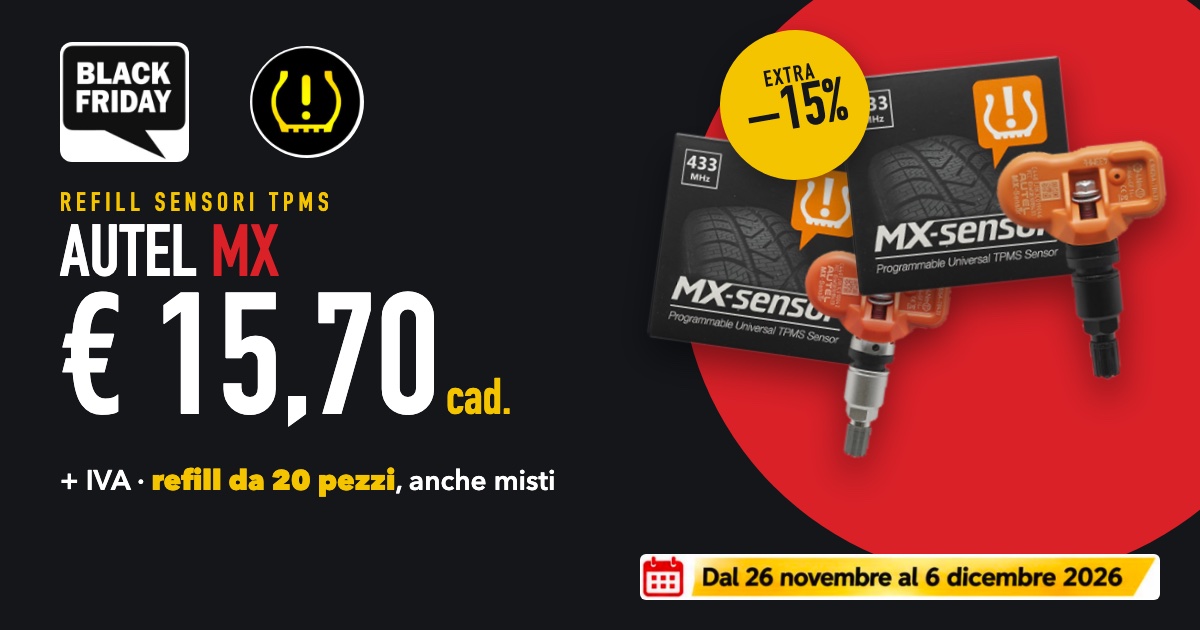 BLACK
FRIDAY
REFILL SENSORI TPMS
AUTEL MX
€ 15,70 cad.
+ IVA · refill da 20 pezzi, anche misti
EXTRA
–15%
433
MHz
MX-sensor
Programmable Universal TPMS Sensor
MX-sensor
Programmable Universal TPMS Sensor
AUTEL
Dal 26 novembre al 6 dicembre 2026